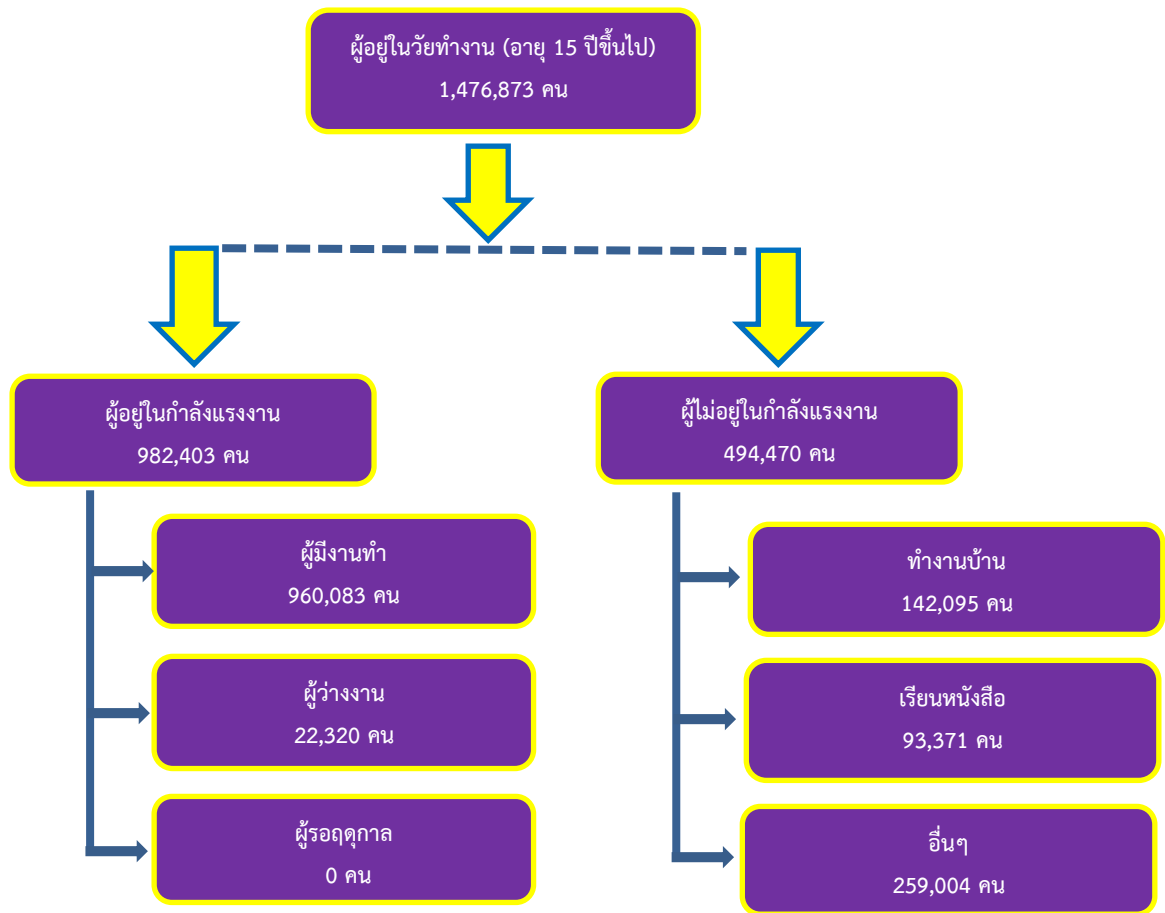 ผู้อยู่ในวัยทำงาน (อายุ 15 ปีขึ้นไป)
1,476,873 คน
ผู้อยู่ในกำลังแรงงาน
982,403 คน
ผู้มีงานทำ
960,083 คน
ผู้ว่างงาน
22,320 คน
ผู้รอฤดูกาล
0 คน
ผู้ไม่อยู่ในกำลังแรงงาน
494,470 คน
ทำงานบ้าน
142,095 คน
เรียนหนังสือ
93,371 คน
อื่นๆ
259,004 คน